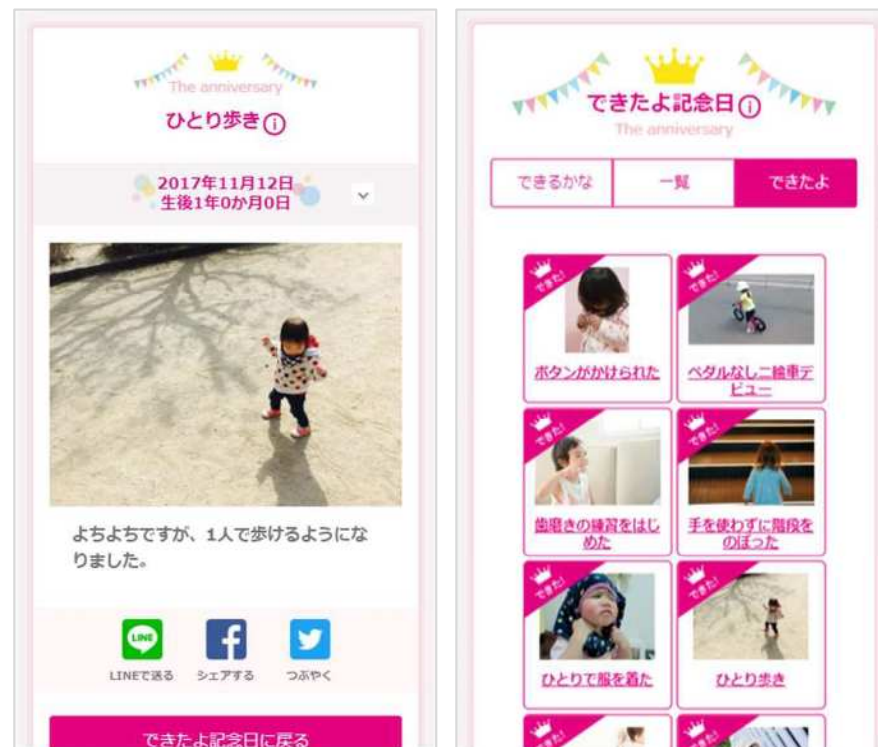 The anniversary
ひとり歩き
2017年11月12日
生後1年0か月0日
よちよちですが、1人で歩けるようにな
りました。
LINE
LINEで送る
シェアする
つぶやく
できたよ記念日に戻る
できたよ記念日
The anniversary
できるかな
一覧
できたよ
できた!
ボタンがかけられた
できた!
ペダルなし二輪車デ
ビュー
できた!
歯磨きの練習をはじ
めた
できた!
手を使わずに階段を
のぼった
できた!
ひとりで服を着た
できた!
ひとり歩き
できた!
できた!